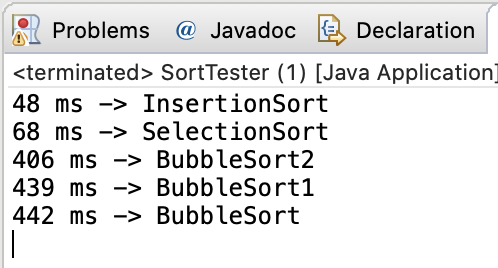 Problems @ Javadoc Declaration
<terminated> SortTester (1) [Java Application]
48 ms -> InsertionSort
68 ms -> SelectionSort
406 ms -> BubbleSort2
439 ms -> BubbleSort1
442 ms -> BubbleSort